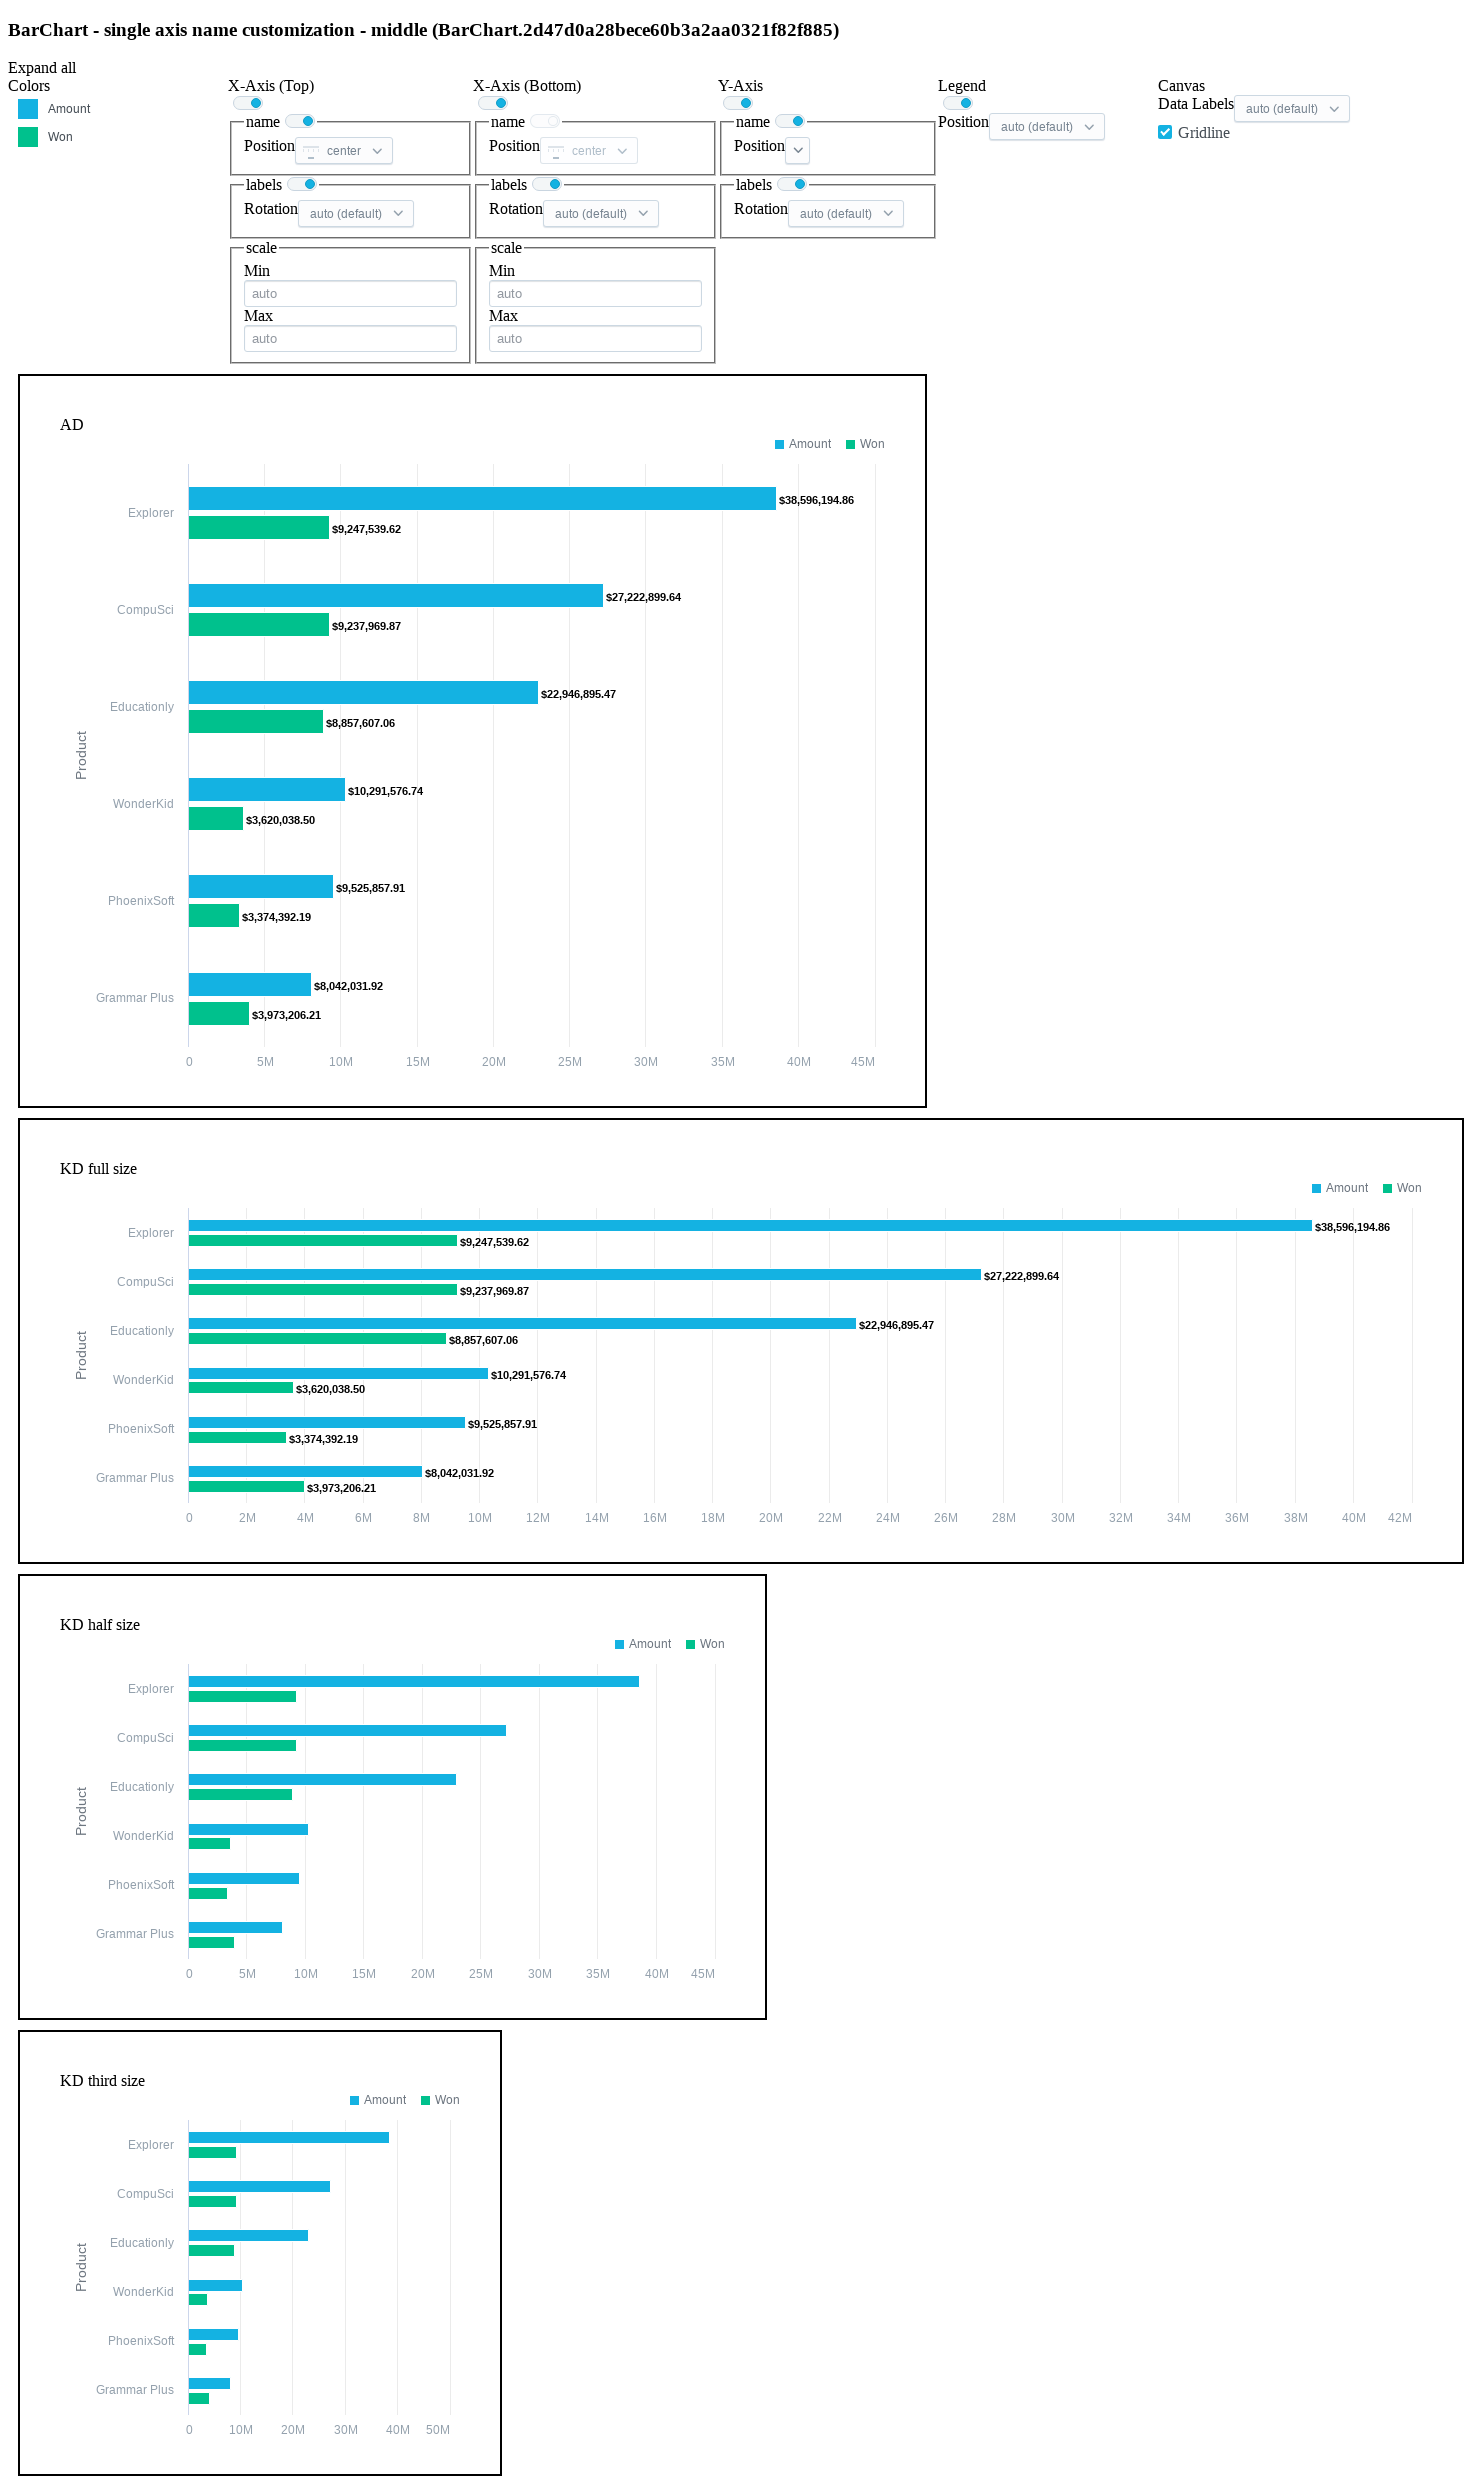 BarChart - single axis name customization - middle (BarChart.2d47d0a28bece60b3a2aa0321f82f885)
Expand all
Colors
Amount
Won
X-Axis (Top)
name
Position center
labels
Rotation auto (default)
scale
Min
auto
Max
auto
X-Axis (Bottom)
name
Position center
labels
Rotation auto (default)
scale
Min
auto
Max
auto
Y-Axis
name
Position
labels
Rotation auto (default)
Legend
Position auto (default)
Canvas
Data Labels auto (default)
Gridline
AD
Amount Won
Product
Explorer $38,596,194.86
$9,247,539.62
CompuSci $27,222,899.64
$9,237,969.87
Educationly $22,946,895.47
$8,857,607.06
WonderKid $10,291,576.74
$3,620,038.50
PhoenixSoft $9,525,857.91
$3,374,392.19
Grammar Plus $8,042,031.92
$3,973,206.21
0 5M 10M 15M 20M 25M 30M 35M 40M 45M
KD full size
Amount Won
Product
Explorer $38,596,194.86
$9,247,539.62
CompuSci $27,222,899.64
$9,237,969.87
Educationly $22,946,895.47
$8,857,607.06
WonderKid $10,291,576.74
$3,620,038.50
PhoenixSoft $9,525,857.91
$3,374,392.19
Grammar Plus $8,042,031.92
$3,973,206.21
0 2M 4M 6M 8M 10M 12M 14M 16M 18M 20M 22M 24M 26M 28M 30M 32M 34M 36M 38M 40M 42M
KD half size
Amount Won
Product
Explorer
CompuSci
Educationly
WonderKid
PhoenixSoft
Grammar Plus
0 5M 10M 15M 20M 25M 30M 35M 40M 45M
KD third size
Amount Won
Product
Explorer
CompuSci
Educationly
WonderKid
PhoenixSoft
Grammar Plus
0 10M 20M 30M 40M 50M